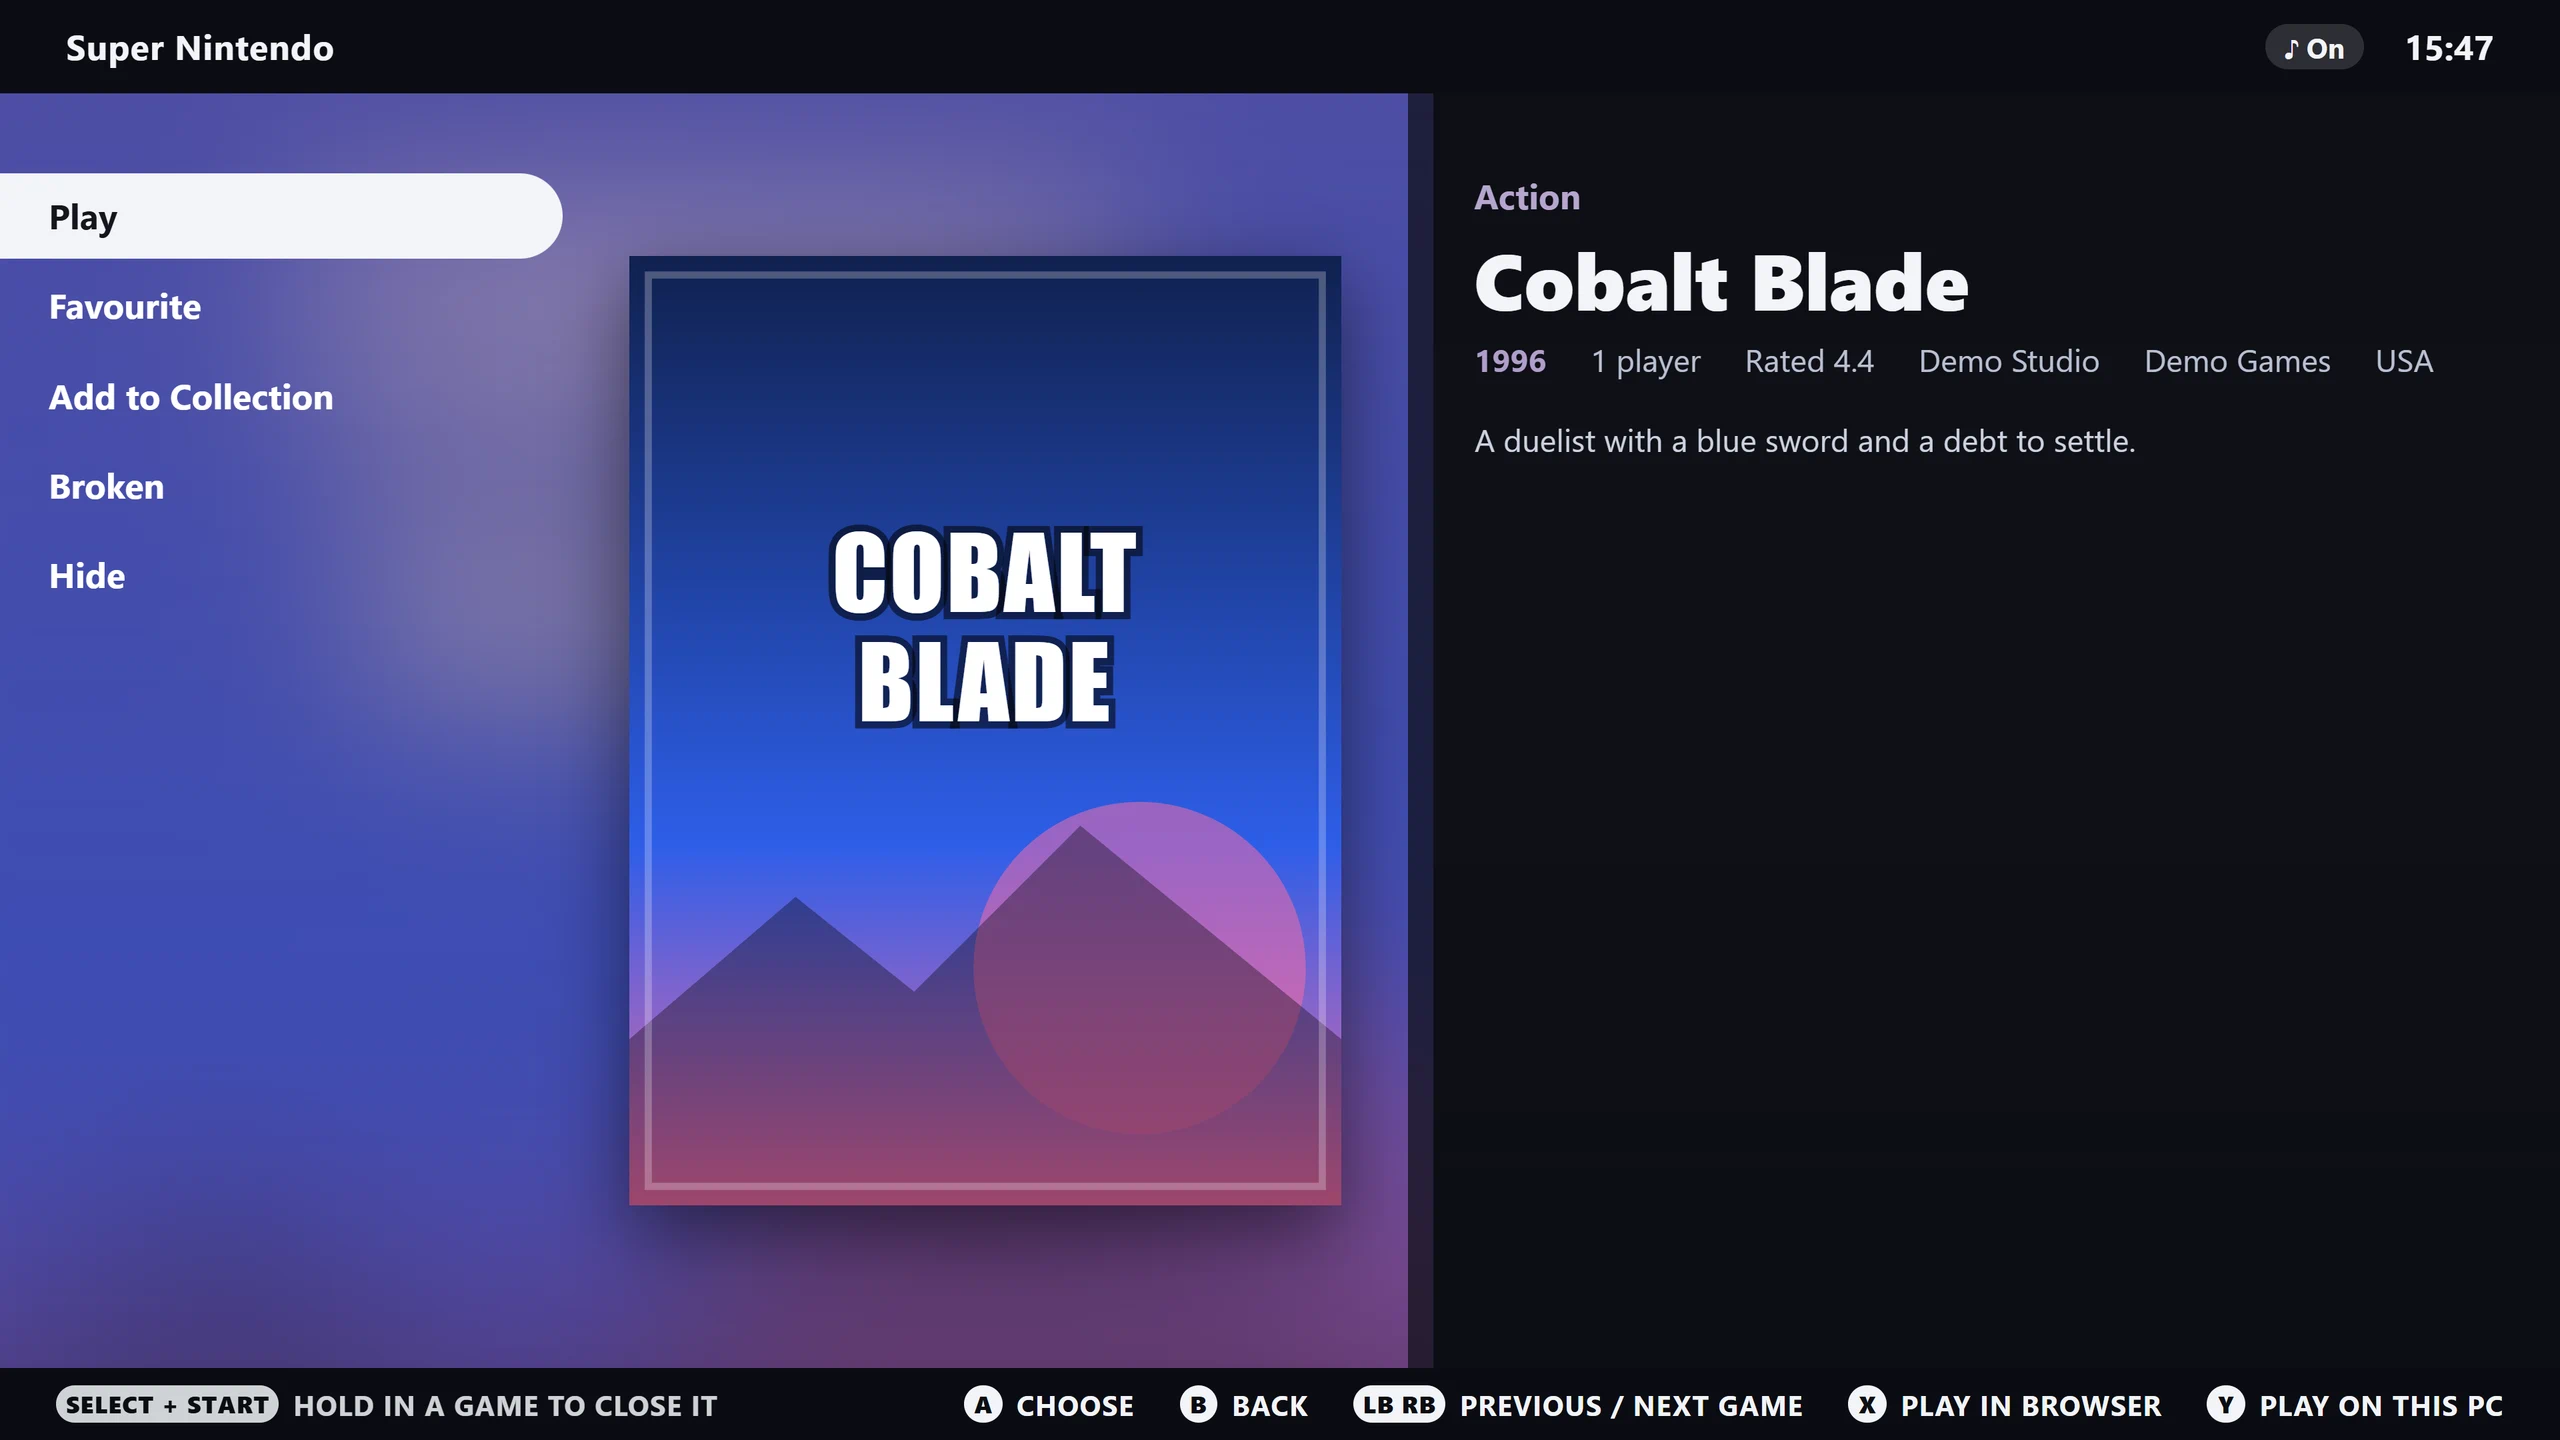 Super Nintendo
♪ On
15:47
Play
Favourite
Add to Collection
Broken
Hide
COBALT
BLADE
Action
Cobalt Blade
1996 1 player Rated 4.4 Demo Studio Demo Games USA
A duelist with a blue sword and a debt to settle.
SELECT + START HOLD IN A GAME TO CLOSE IT A CHOOSE B BACK LB RB PREVIOUS / NEXT GAME X PLAY IN BROWSER Y PLAY ON THIS PC